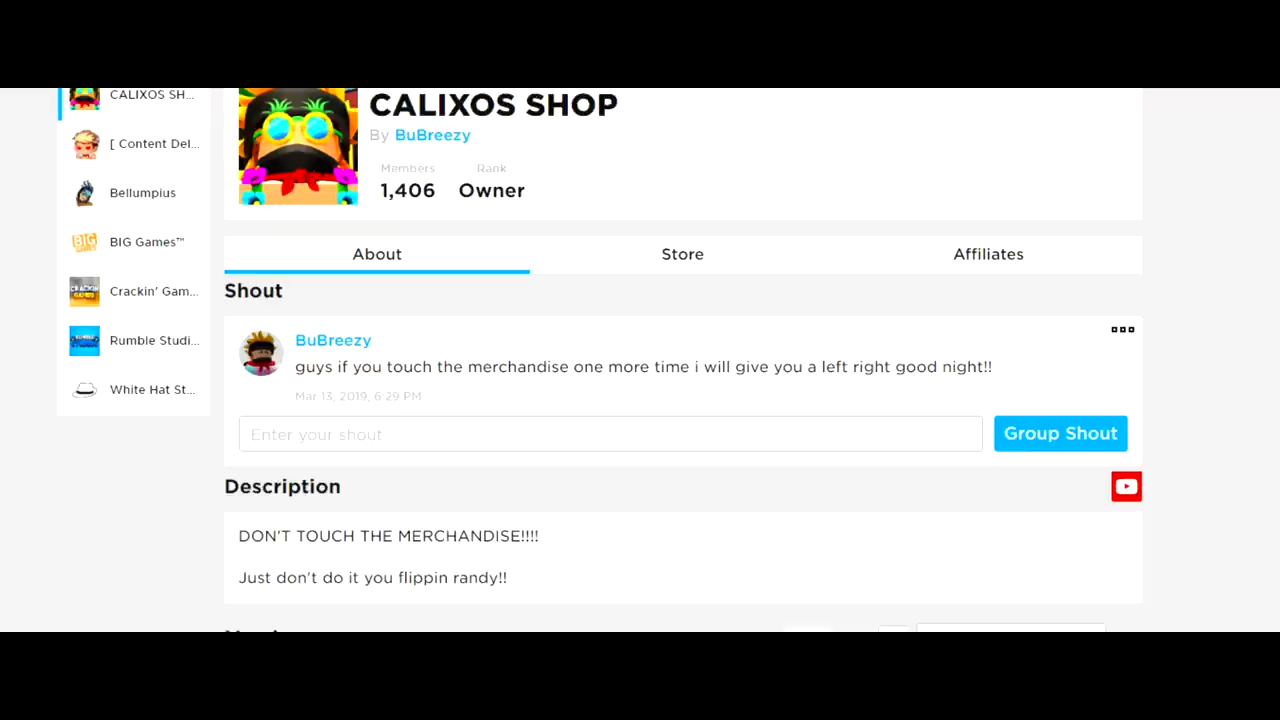 CALIXOS SH...
[ Content Del...
Bellumpius
BIG Games™
Crackin' Gam...
Rumble Studi...
White Hat St...
CALIXOS SHOP
By BuBreezy
Members Rank
1,406 Owner
About Store Affiliates
Shout
BuBreezy
guys if you touch the merchandise one more time i will give you a left right good night!!
Mar 13, 2019, 6:29 PM
Enter your shout
Group Shout
Description
DON'T TOUCH THE MERCHANDISE!!!!
Just don't do it you flippin randy!!